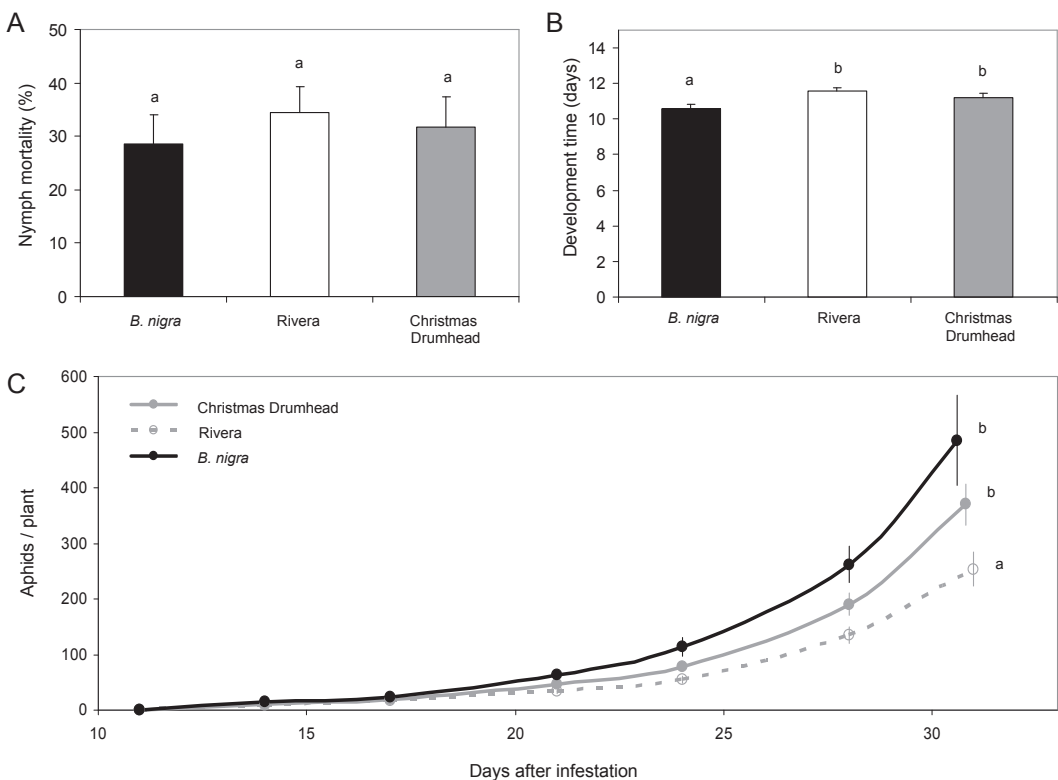 A
Nymph mortality (%)
50
40
30
20
10
0
a
a
a
B. nigra
Rivera
Christmas
Drumhead
B
Development time (days)
14
12
10
8
6
4
2
0
a
b
b
B. nigra
Rivera
Christmas
Drumhead
C
Aphids / plant
600
500
400
300
200
100
0
Christmas Drumhead
Rivera
B. nigra
b
b
a
10
15
20
25
30
Days after infestation